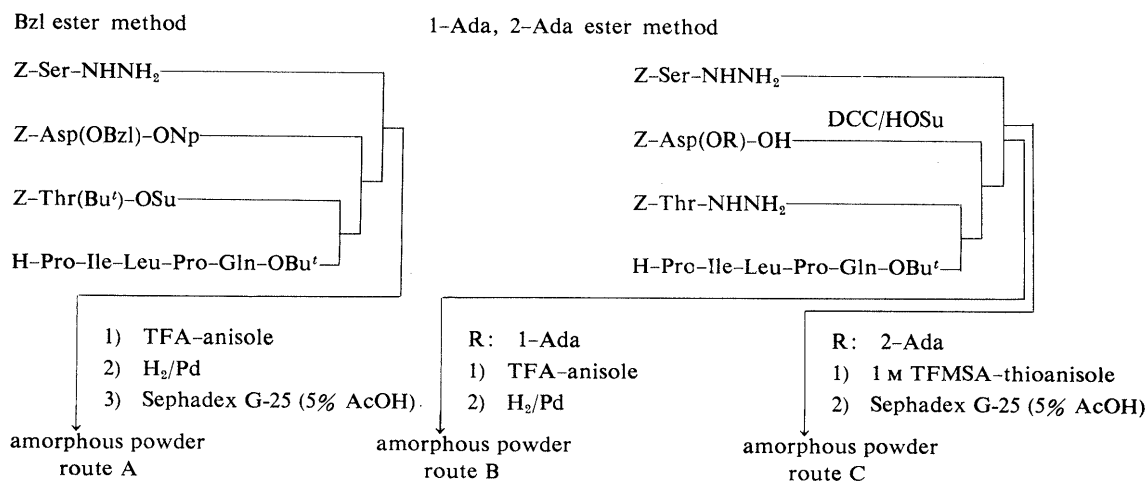 Bzl ester method
Z–Ser–NHNH₂
Z–Asp(OBzl)–ONp
Z–Thr(Buᵗ)–OSu
H–Pro–Ile–Leu–Pro–Gln–OBuᵗ
1) TFA–anisole
2) H₂/Pd
3) Sephadex G-25 (5% AcOH)
amorphous powder
route A
1–Ada, 2–Ada ester method
Z–Ser–NHNH₂
DCC/HOSu
Z–Asp(OR)–OH
Z–Thr–NHNH₂
H–Pro–Ile–Leu–Pro–Gln–OBuᵗ
R: 1–Ada
1) TFA–anisole
2) H₂/Pd
amorphous powder
route B
R: 2–Ada
1) 1 M TFMSA–thioanisole
2) Sephadex G-25 (5% AcOH)
amorphous powder
route C